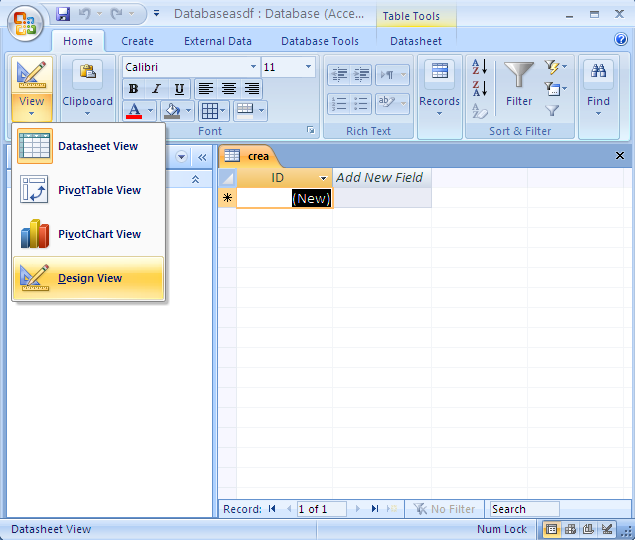 Databaseasdf : Database (Acce...
Table Tools
Home
Create
External Data
Database Tools
Datasheet
View
Clipboard
Calibri
11
B I U
A
Font
Rich Text
Records
A
Z
Z
A
Filter
Sort & Filter
Find
Datasheet View
PivotTable View
PivotChart View
Design View
crea
ID
Add New Field
(New)
Record:
1 of 1
No Filter
Search
Datasheet View
Num Lock